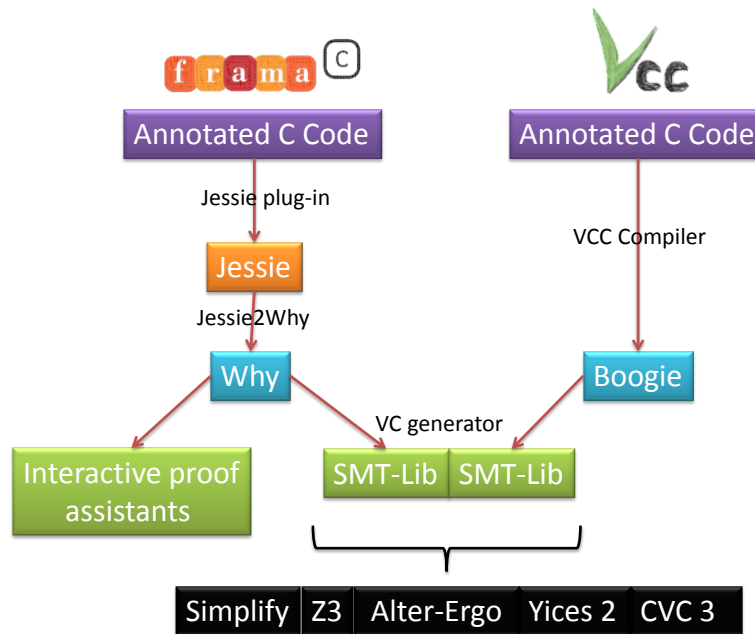 frama C
Vcc
Annotated C Code
Annotated C Code
Jessie plug-in
VCC Compiler
Jessie
Jessie2Why
Why
Boogie
VC generator
Interactive proof
assistants
SMT-Lib
SMT-Lib
Simplify
Z3
Alter-Ergo
Yices 2
CVC 3